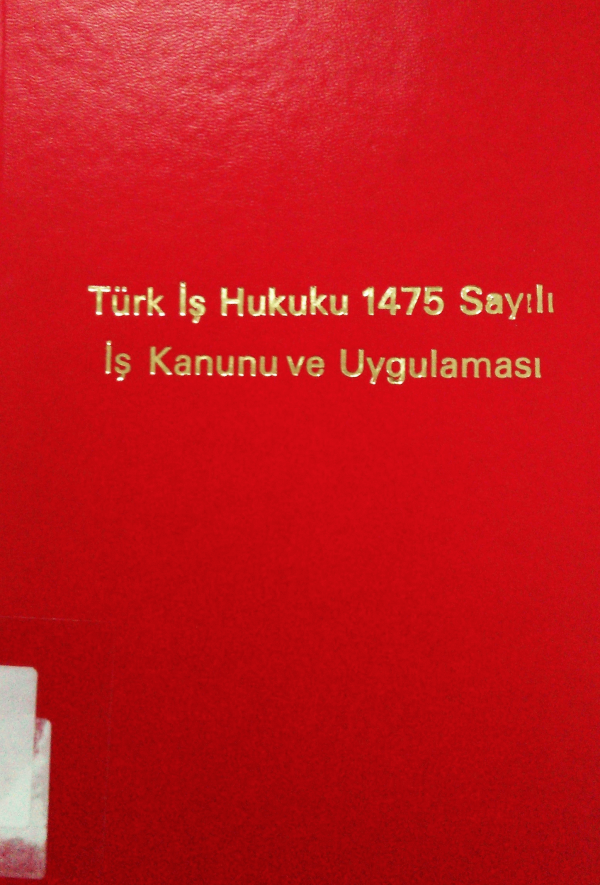 Türk İş Hukuku 1475 Sayılı
İş Kanunu ve Uygulaması